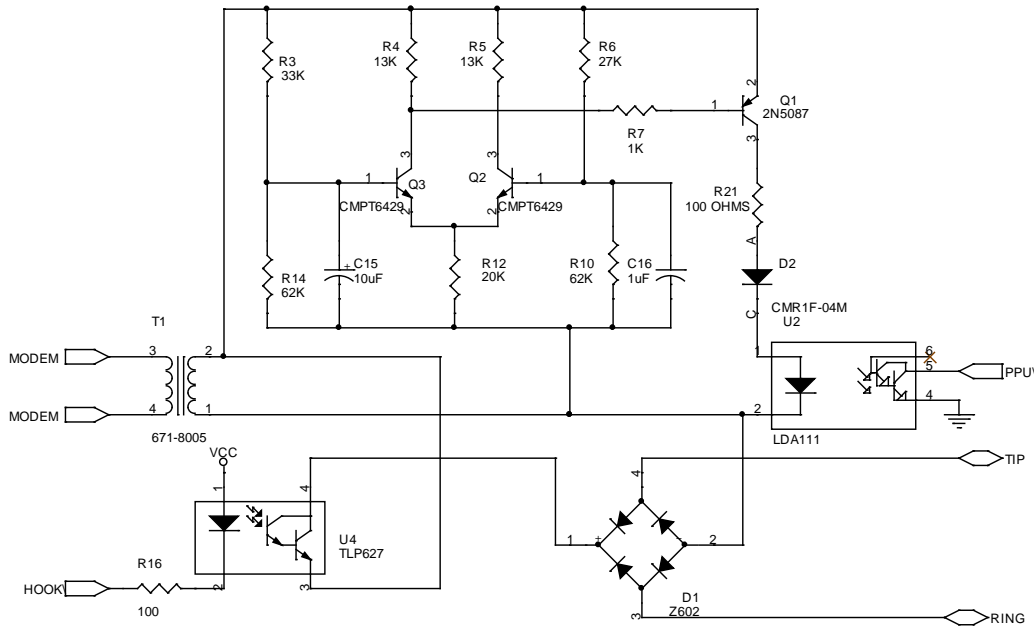 R3
33K
R4
13K
R5
13K
R6
27K
2
Q1
2N5087
1
R7
1K
3
3
3
1
Q3
Q2
1
CMPT6429
CMPT6429
2
2
R21
100 OHMS
A
R14
62K
+
C15
10uF
R12
20K
R10
62K
C16
1uF
D2
CMR1F-04M
C
U2
T1
MODEM
3
2
1
6
5
PPU\
MODEM
4
1
2
4
671-8005
LDA111
VCC
1
4
4
TIP
U4
TLP627
1
+
-
2
R16
HOOK\
2
3
100
D1
Z602
3
RING